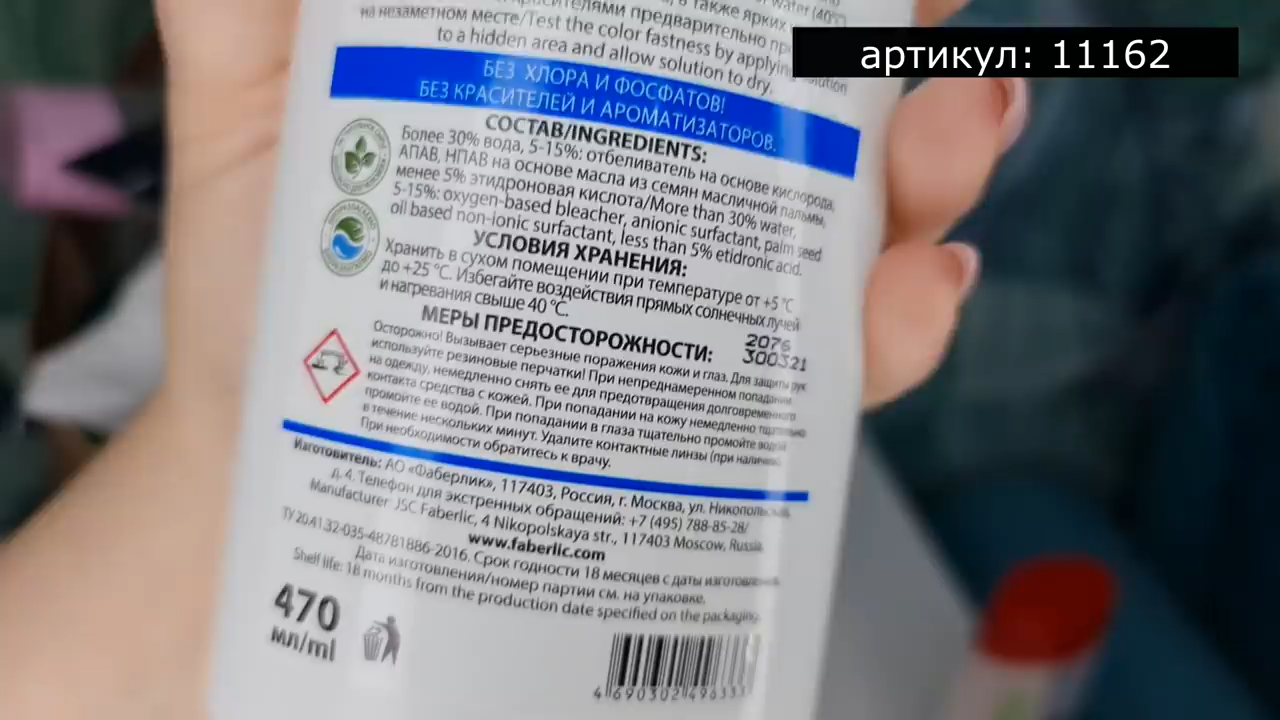 также ярких
water (40°C
на незаметном месте/Test the color fastness by applying solution
to a hidden area and allow solution to dry.
артикул: 11162
БЕЗ ХЛОРА И ФОСФАТОВ!
БЕЗ КРАСИТЕЛЕЙ И АРОМАТИЗАТОРОВ.
СОСТАВ/INGREDIENTS:
Более 30% вода, 5-15%: отбеливатель на основе кислорода,
АПАВ, НПАВ на основе масла из семян масличной пальмы,
менее 5% этидроновая кислота/More than 30% water,
5-15%: oxygen-based bleacher, anionic surfactant, palm seed
oil based non-ionic surfactant, less than 5% etidronic acid.
УСЛОВИЯ ХРАНЕНИЯ:
Хранить в сухом помещении при температуре от +5 °C
до +25 °C. Избегайте воздействия прямых солнечных лучей
и нагревания свыше 40 °C.
МЕРЫ ПРЕДОСТОРОЖНОСТИ:
2076
300321
Осторожно! Вызывает серьезные поражения кожи и глаз. Для защиты рук
используйте резиновые перчатки! При непреднамеренном попадании
на одежду, немедленно снять ее для предотвращения долговременного
контакта средства с кожей. При попадании на кожу немедленно тщательно
промойте ее водой. При попадании в глаза тщательно промойте водой
в течение нескольких минут. Удалите контактные линзы (при наличии).
При необходимости обратитесь к врачу.
Изготовитель: АО «Фаберлик», 117403, Россия, г. Москва, ул. Никопольская,
д. 4. Телефон для экстренных обращений: +7 (495) 788-85-28/
Manufacturer: JSC Faberlic, 4 Nikopolskaya str., 117403 Moscow, Russia.
www.faberlic.com
ТУ 20.41.32-035-48781886-2016. Срок годности 18 месяцев с даты изготовления.
Дата изготовления/номер партии см. на упаковке.
Shelf life: 18 months from the production date specified on the packaging.
470
мл/ml
4 690302 49633